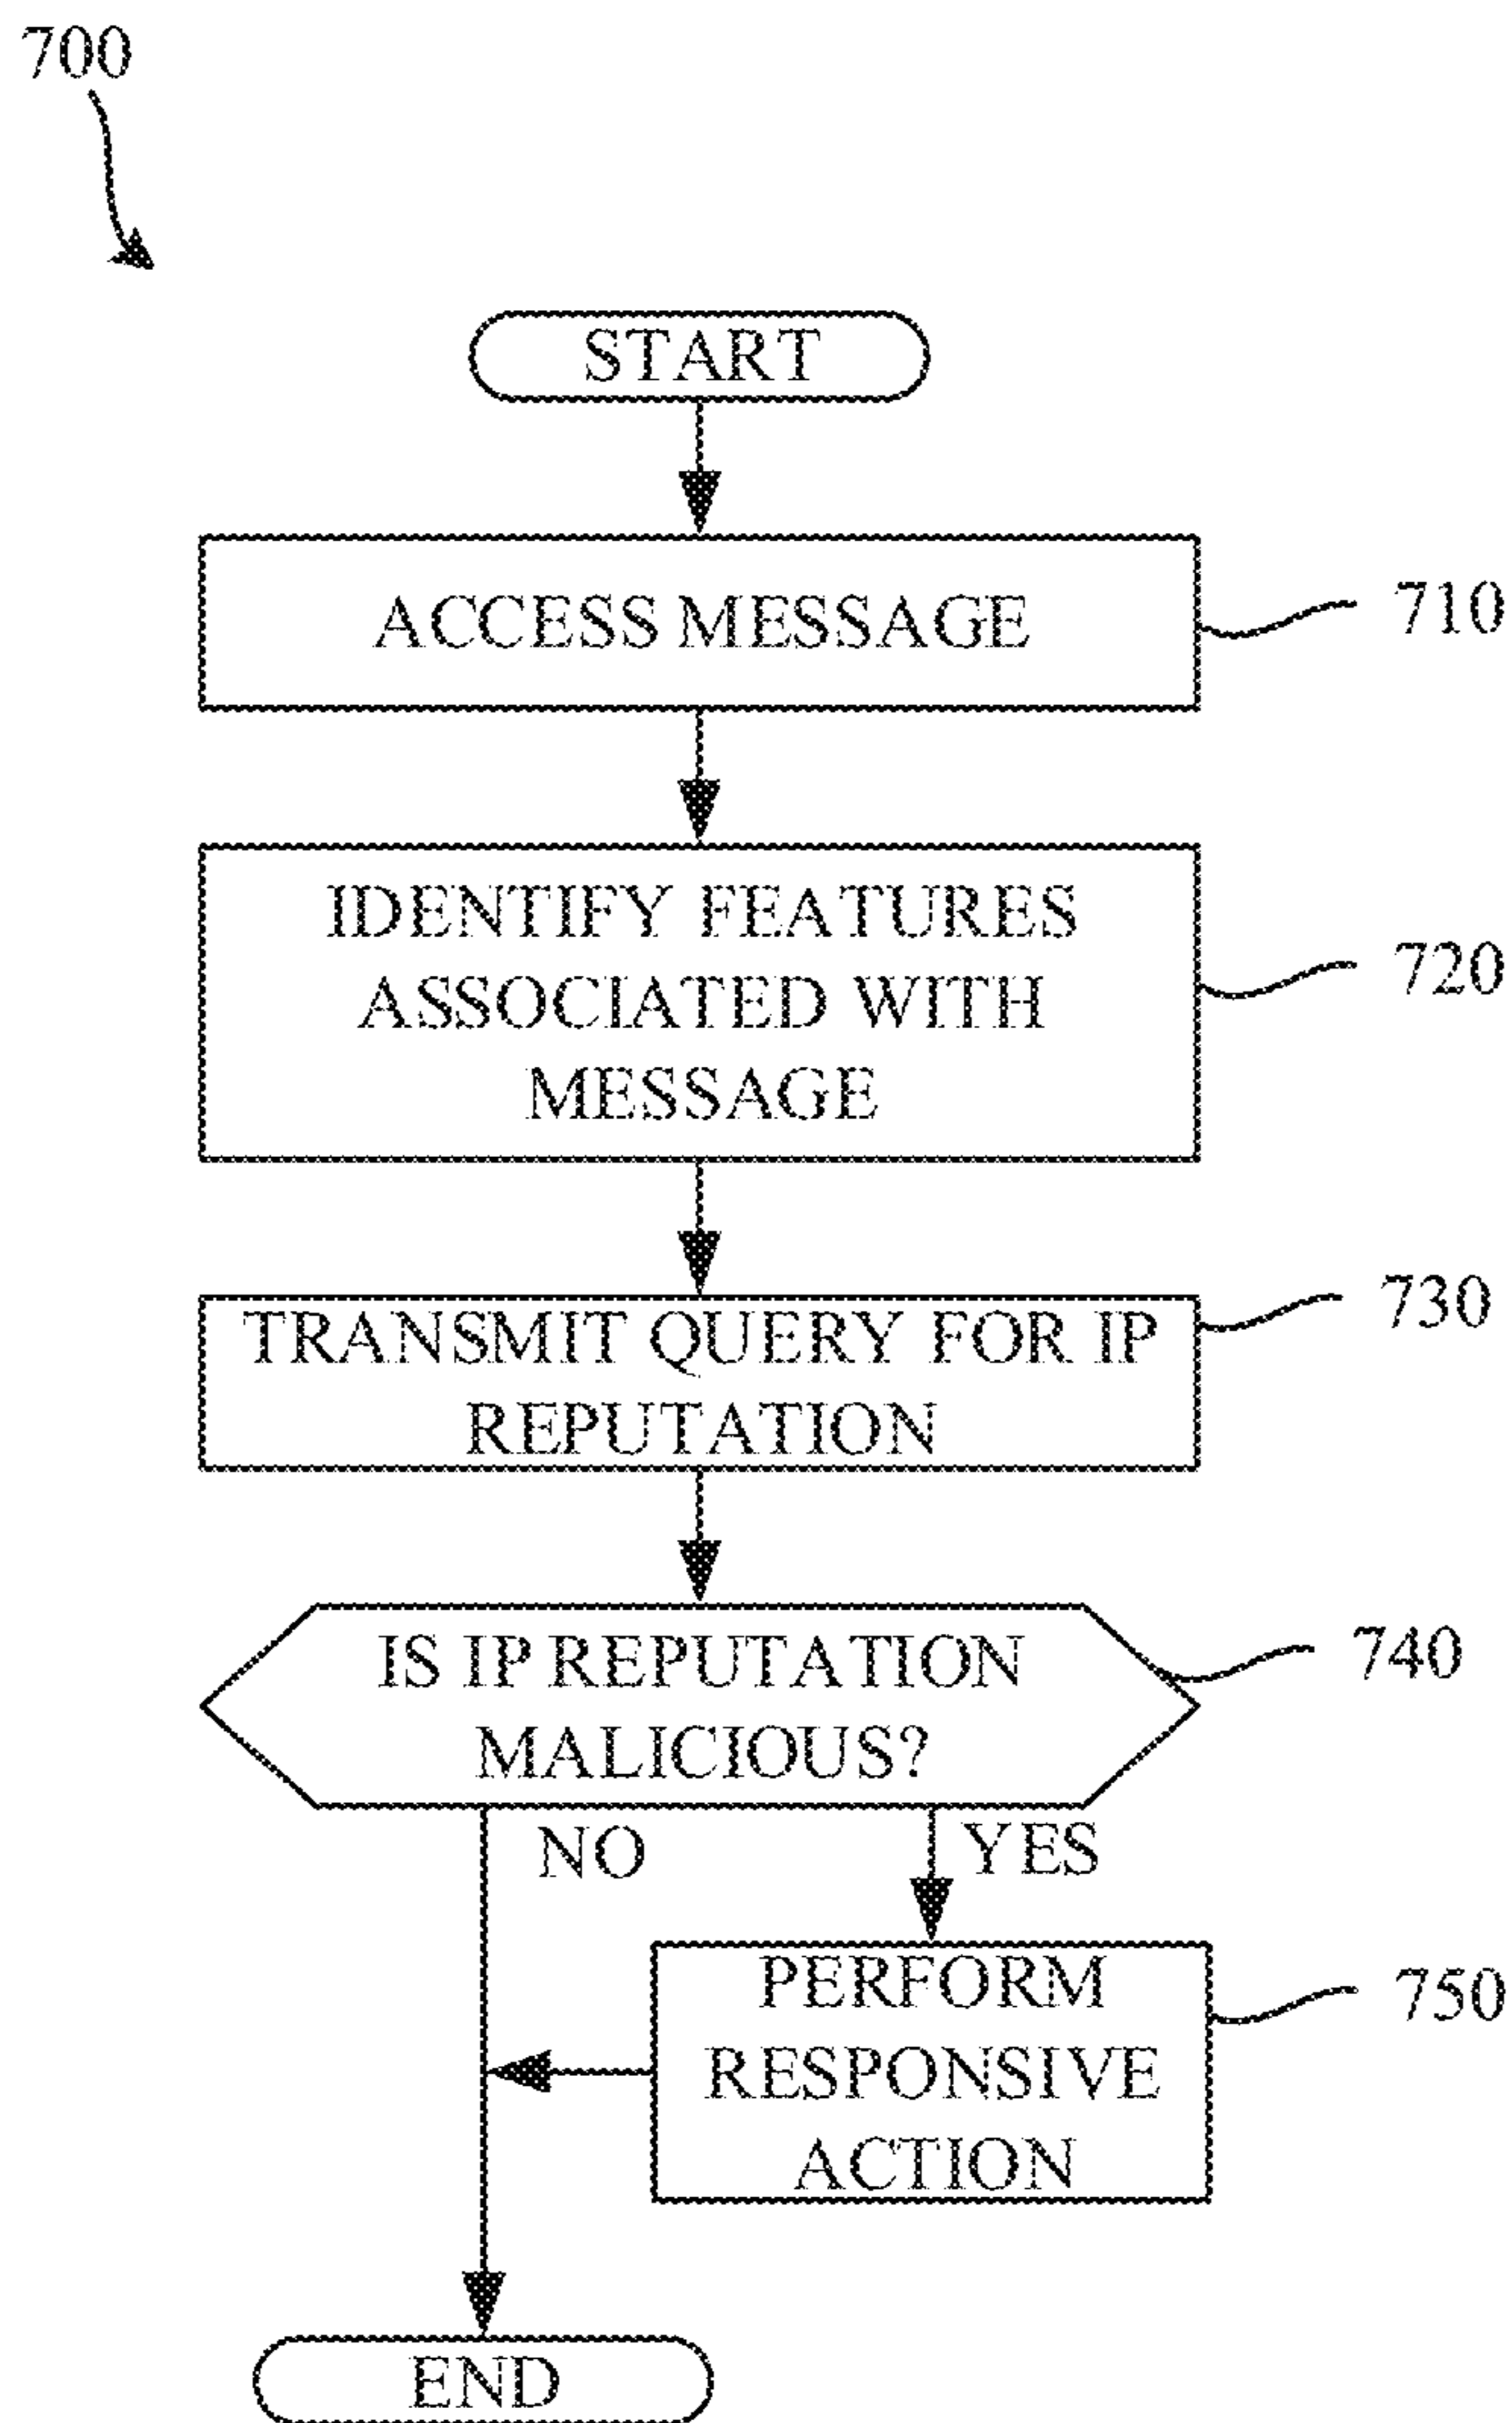 700
START
ACCESS MESSAGE
710
IDENTIFY FEATURES
ASSOCIATED WITH
MESSAGE
720
TRANSMIT QUERY FOR IP
REPUTATION
730
IS IP REPUTATION
MALICIOUS?
740
NO
YES
PERFORM
RESPONSIVE
ACTION
750
END